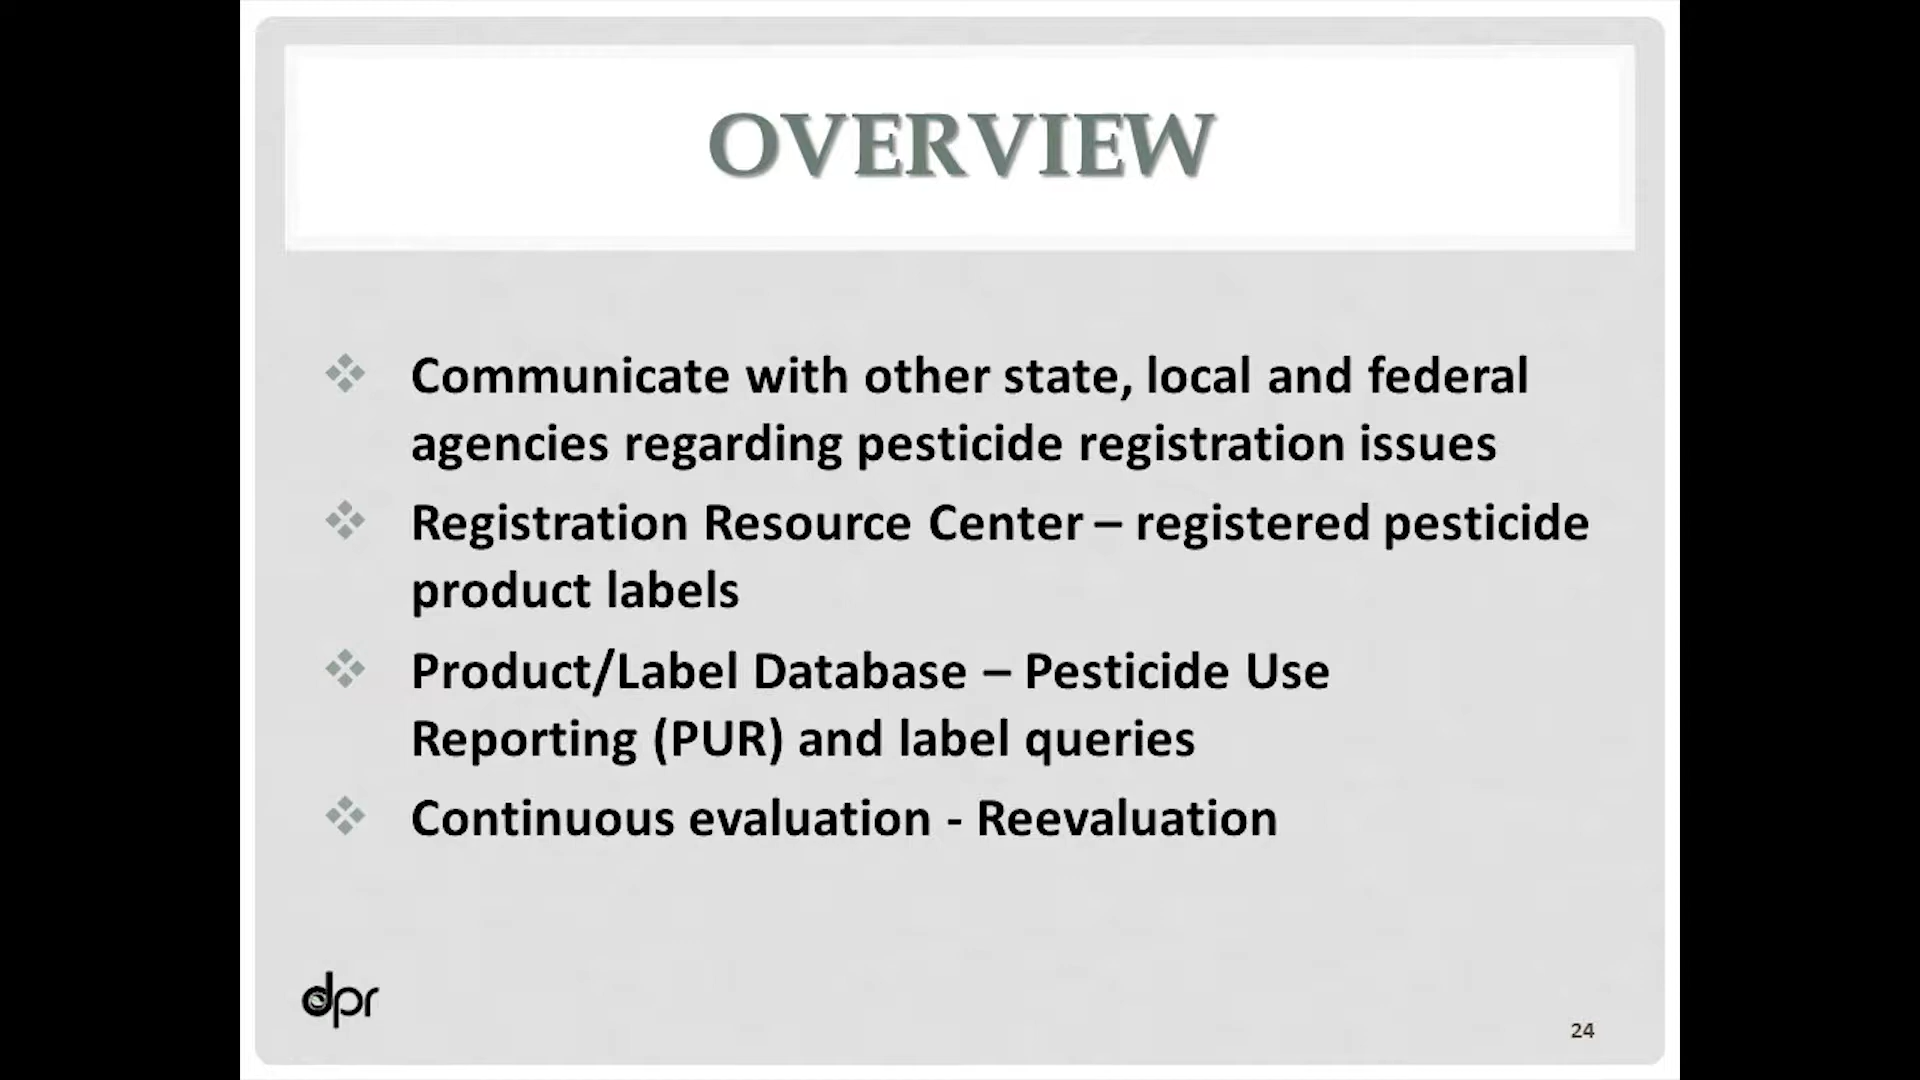 OVERVIEW
Communicate with other state, local and federal
agencies regarding pesticide registration issues
Registration Resource Center – registered pesticide
product labels
Product/Label Database – Pesticide Use
Reporting (PUR) and label queries
Continuous evaluation - Reevaluation
dpr
24